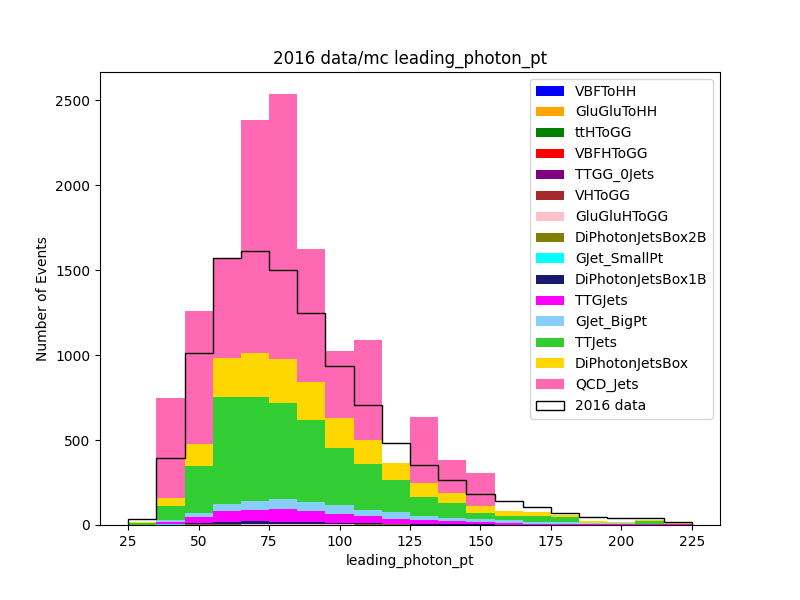 2016 data/mc leading_photon_pt
Number of Events
2500
2000
1500
1000
500
0
25
50
75
100
125
150
175
200
225
leading_photon_pt
VBFToHH
GluGluToHH
ttHToGG
VBFHToGG
TTGG_0Jets
VHToGG
GluGluHToGG
DiPhotonJetsBox2B
GJet_SmallPt
DiPhotonJetsBox1B
TTGJets
GJet_BigPt
TTJets
DiPhotonJetsBox
QCD_Jets
2016 data